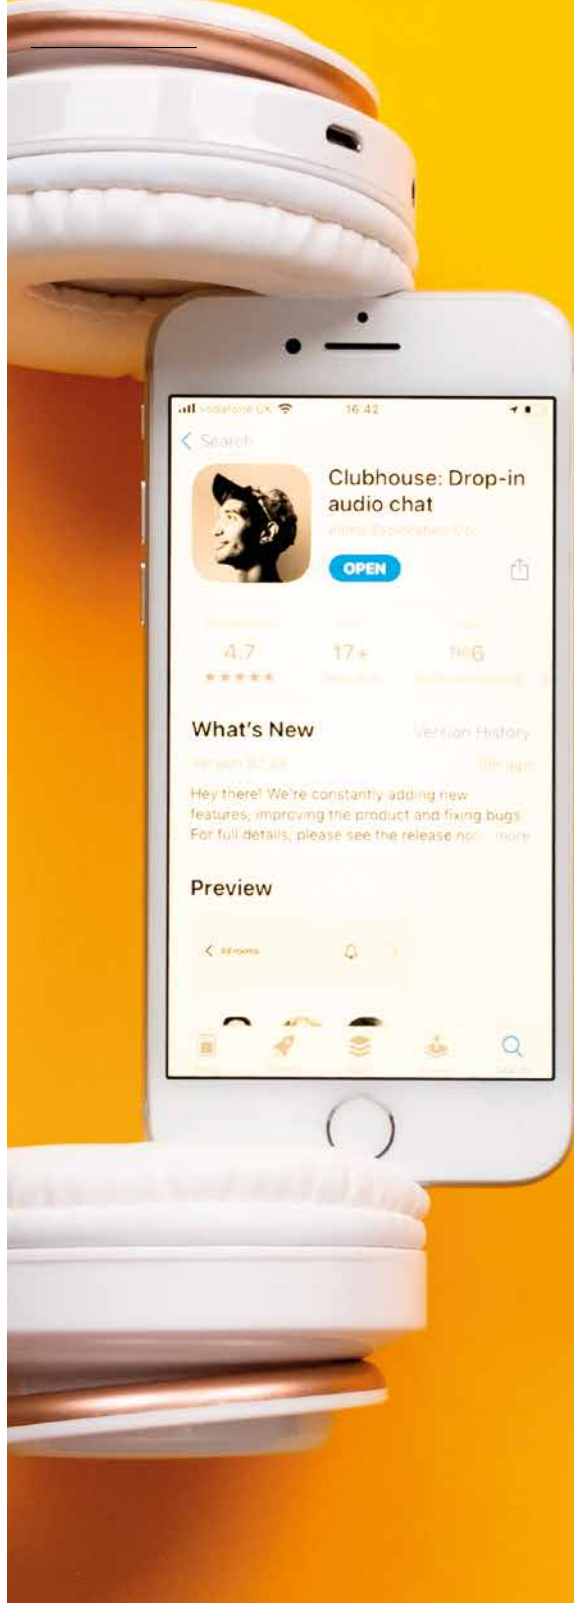 vodafone UK 16:42
Search
Clubhouse: Drop-in
audio chat
OPEN
4.7 17+ No6
What's New Version History
Hey there! We're constantly adding new
features, improving the product and fixing bugs.
For full details, please see the release more
Preview
All rooms